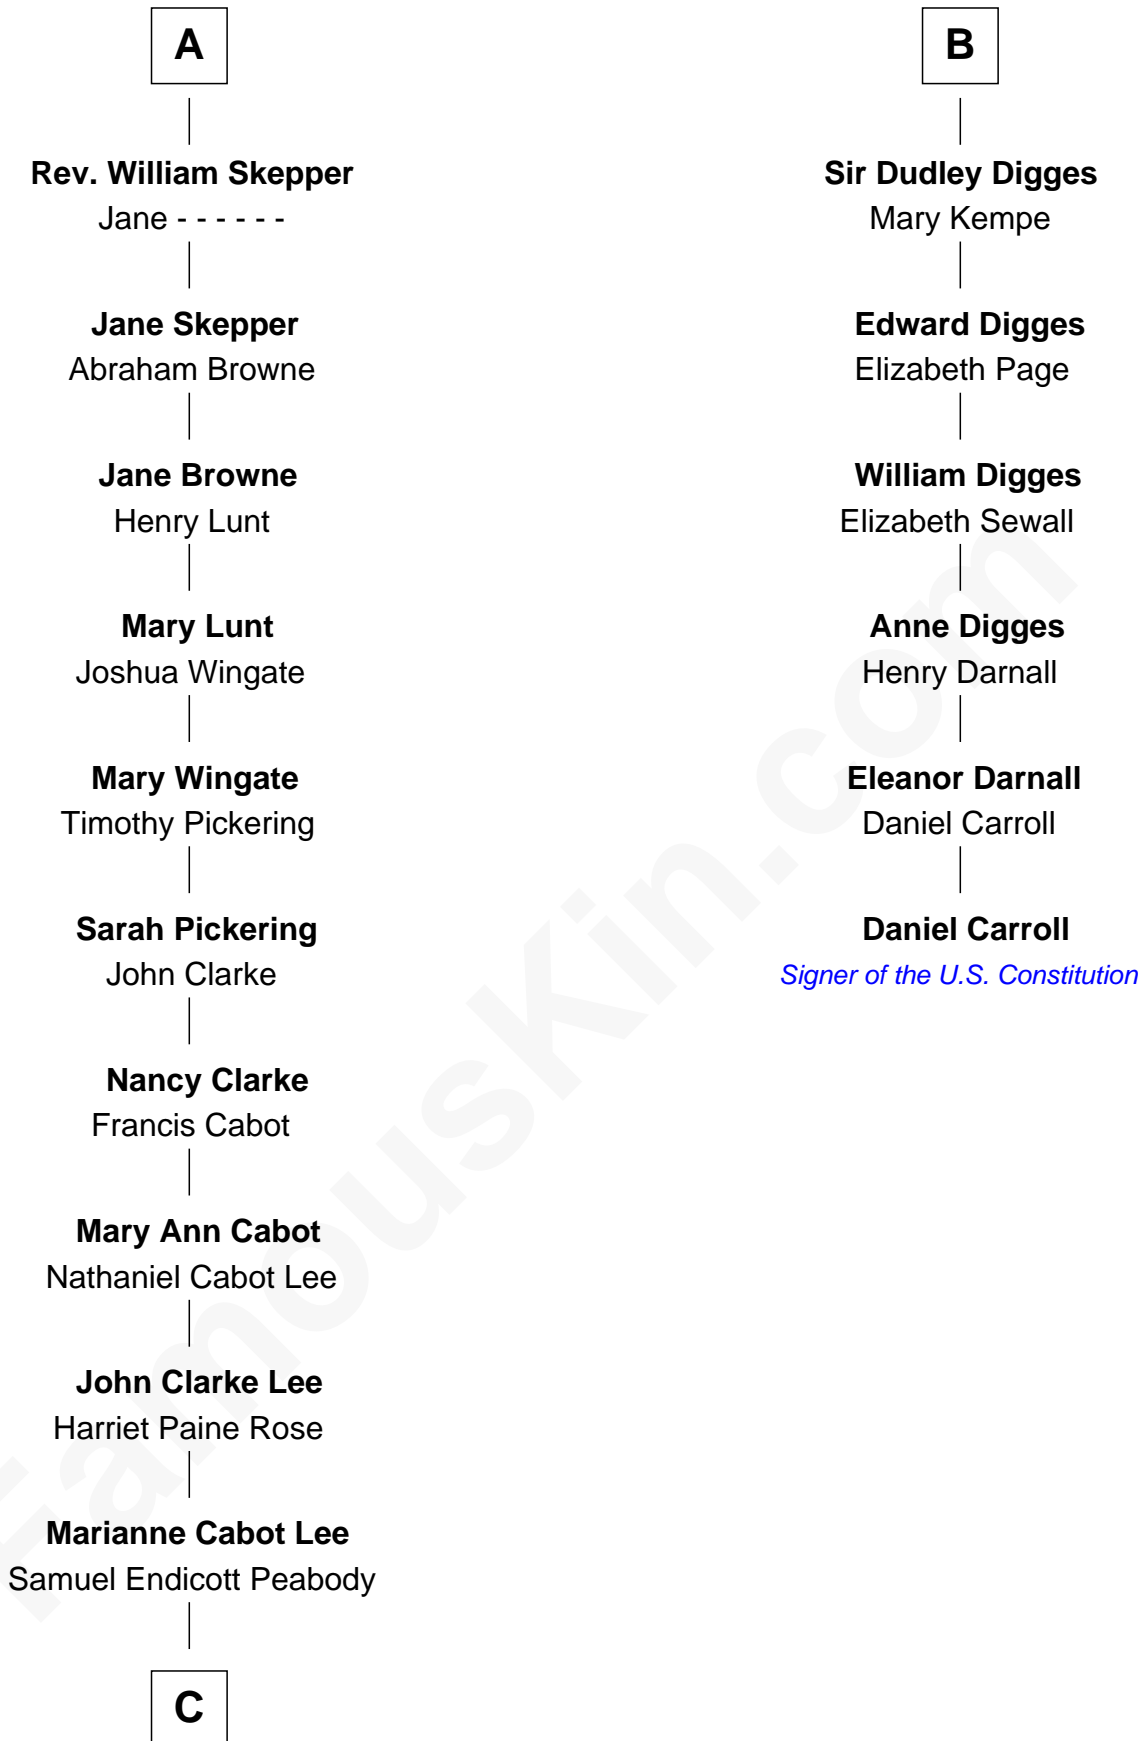 A
Rev. William Skepper
Jane - - - - - -
Jane Skepper
Abraham Browne
Jane Browne
Henry Lunt
Mary Lunt
Joshua Wingate
Mary Wingate
Timothy Pickering
Sarah Pickering
John Clarke
Nancy Clarke
Francis Cabot
Mary Ann Cabot
Nathaniel Cabot Lee
John Clarke Lee
Harriet Paine Rose
Marianne Cabot Lee
Samuel Endicott Peabody
C
B
Sir Dudley Digges
Mary Kempe
Edward Digges
Elizabeth Page
William Digges
Elizabeth Sewall
Anne Digges
Henry Darnall
Eleanor Darnall
Daniel Carroll
Daniel Carroll
Signer of the U.S. Constitution
FamousKin.com